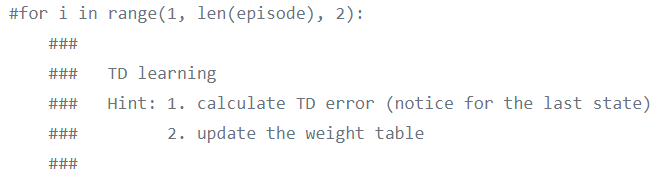 #for i in range(1, len(episode), 2):
###
### TD learning
### Hint: 1. calculate TD error (notice for the last state)
### 2. update the weight table
###